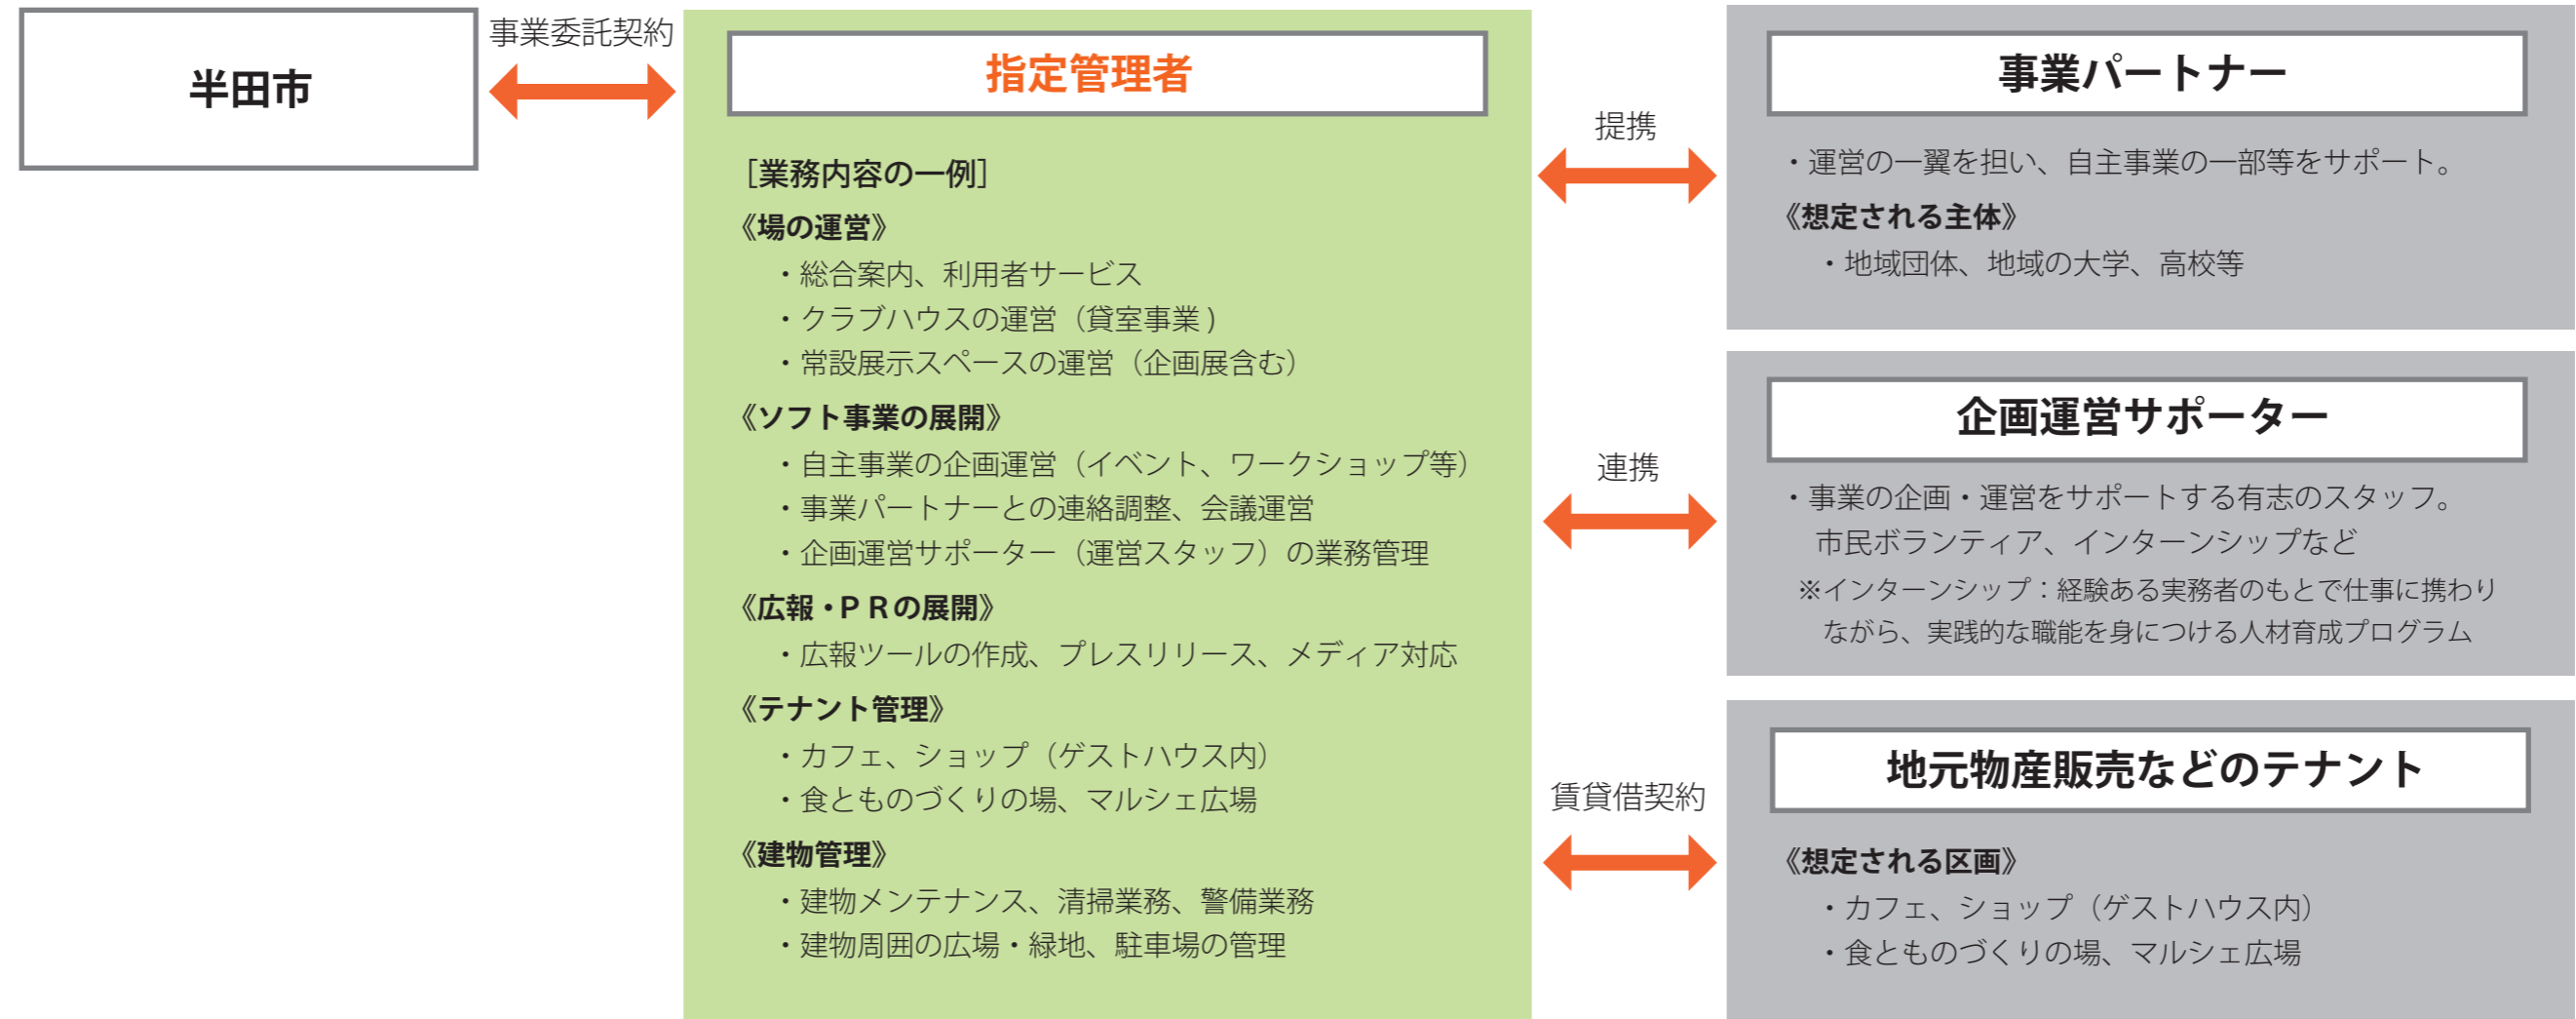 半田市
事業委託契約
指定管理者
［業務内容の一例］
《場の運営》
・総合案内、利用者サービス
・クラブハウスの運営（貸室事業 )
・常設展示スペースの運営（企画展含む）
《ソフト事業の展開》
・自主事業の企画運営（イベント、ワークショップ等）
・事業パートナーとの連絡調整、会議運営
・企画運営サポーター（運営スタッフ）の業務管理
《広報・ＰＲの展開》
・広報ツールの作成、プレスリリース、メディア対応
《テナント管理》
・カフェ、ショップ（ゲストハウス内）
・食とものづくりの場、マルシェ広場
《建物管理》
・建物メンテナンス、清掃業務、警備業務
・建物周囲の広場・緑地、駐車場の管理
提携
事業パートナー
・運営の一翼を担い、自主事業の一部等をサポート。
《想定される主体》
・地域団体、地域の大学、高校等
連携
企画運営サポーター
・事業の企画・運営をサポートする有志のスタッフ。
市民ボランティア、インターンシップなど
※インターンシップ：経験ある実務者のもとで仕事に携わり
ながら、実践的な職能を身につける人材育成プログラム
賃貸借契約
地元物産販売などのテナント
《想定される区画》
・カフェ、ショップ（ゲストハウス内）
・食とものづくりの場、マルシェ広場